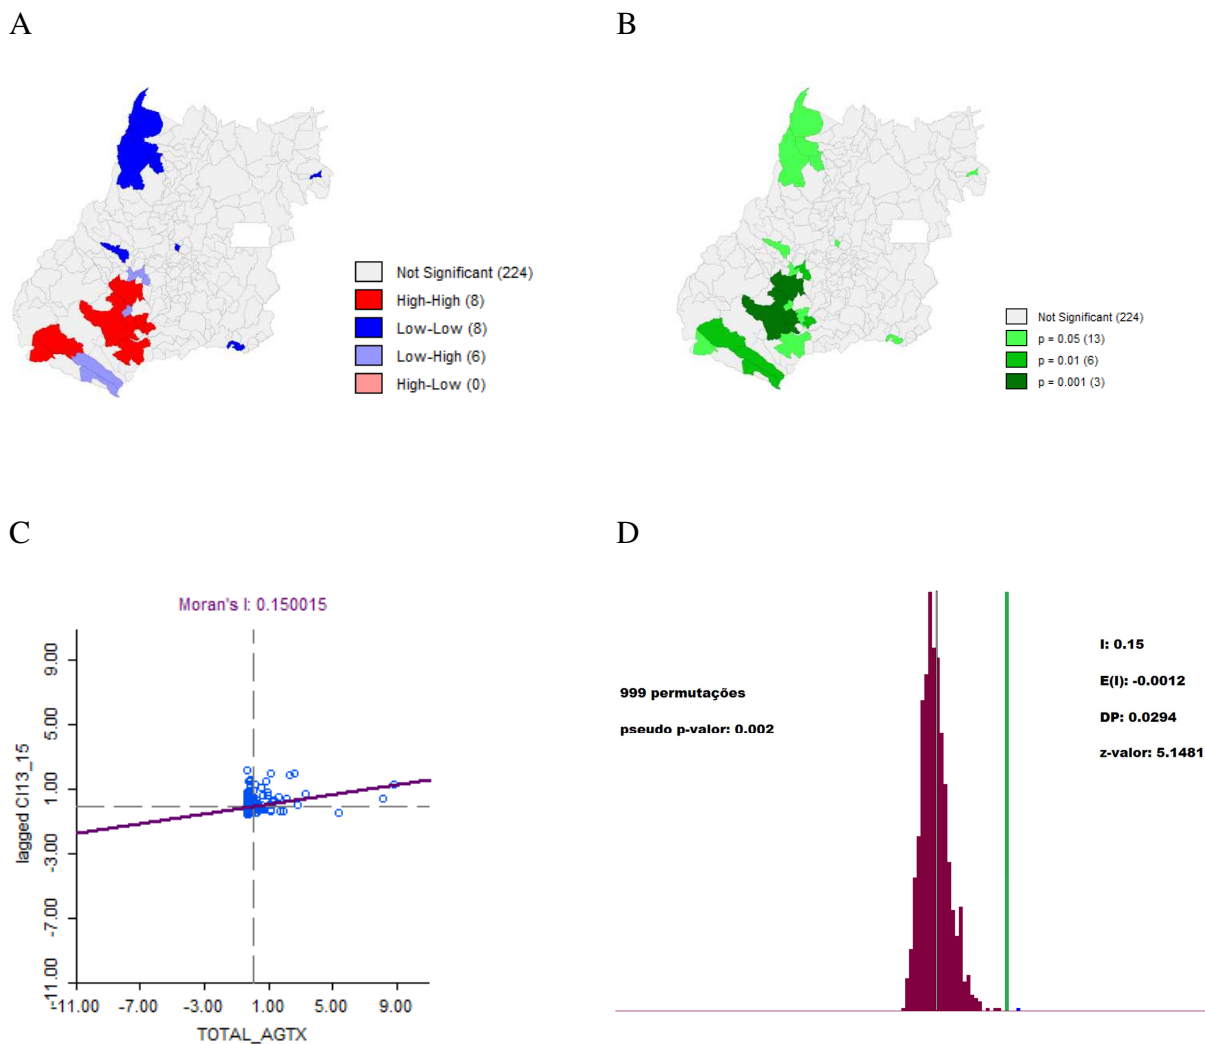 A
B
Not Significant (224)
High-High (8)
Low-Low (8)
Low-High (6)
High-Low (0)
Not Significant (224)
p = 0.05 (13)
p = 0.01 (6)
p = 0.001 (3)
C
D
Moran's I: 0.150015
9.00
5.00
1.00
-3.00
-7.00
-11.00
lagged CI13_15
-11.00 -7.00 -3.00 1.00 5.00 9.00
TOTAL_AGTX
999 permutações
pseudo p-valor: 0.002
I: 0.15
E(I): -0.0012
DP: 0.0294
z-valor: 5.1481